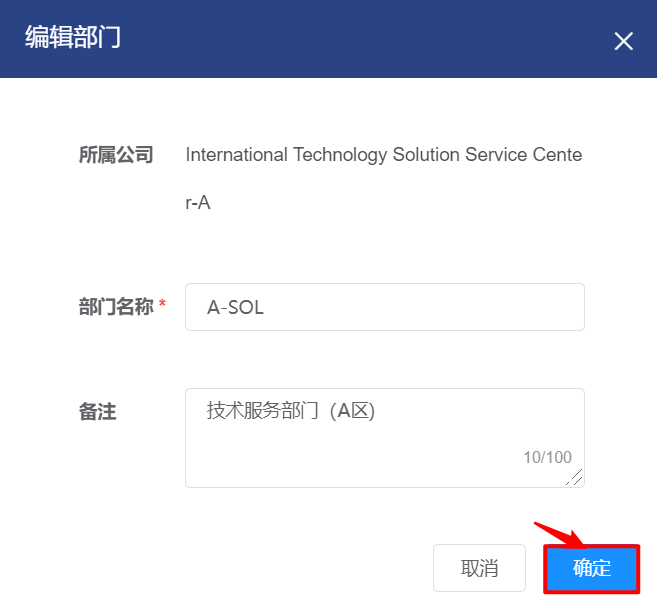 编辑部门
所属公司 International Technology Solution Service Cente
r-A
部门名称 * A-SOL
备注 技术服务部门（A区)
10/100
取消 确定